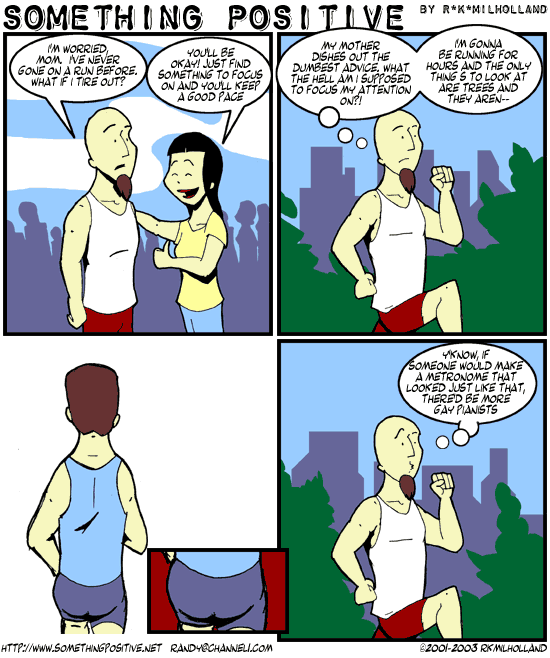 SOMETHING POSITIVE BY R*K*MILHOLLAND
I'M WORRIED,
MOM. I'VE NEVER
GONE ON A RUN BEFORE.
WHAT IF I TIRE OUT?
YOU'LL BE
OKAY! JUST FIND
SOMETHING TO FOCUS
ON AND YOU'LL KEEP
A GOOD PACE
MY MOTHER
DISHES OUT THE
DUMBEST ADVICE. WHAT
THE HELL AM I SUPPOSED
TO FOCUS MY ATTENTION
ON?!
I'M GONNA
BE RUNNING FOR
HOURS AND THE ONLY
THING S TO LOOK AT
ARE TREES AND
THEY AREN--
Y'KNOW, IF
SOMEONE WOULD MAKE
A METRONOME THAT
LOOKED JUST LIKE THAT,
THERE'D BE MORE
GAY PIANISTS
HTTP://WWW.SOMETHINGPOSITIVE.NET RANDY@CHANNEL1.COM ©2001-2003 RKMILHOLLAND